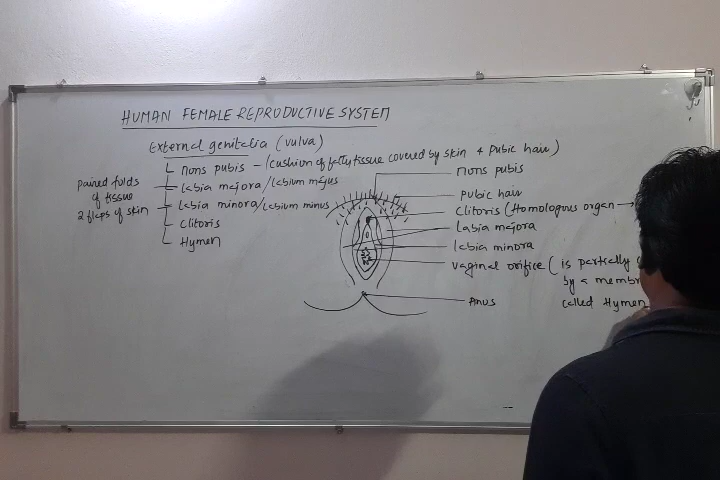 HUMAN FEMALE REPRODUCTIVE SYSTEM
External genitalia (vulva)
mons pubis - (cushion of fatty tissue covered by skin + pubic hair)
Labia majora/Labium majus
Labia minora/Labium minus
Clitoris
Hymen
paired folds
of tissue
2 flaps of skin
mons pubis
pubic hair
Clitoris (Homologous organ →
Labia majora
Labia minora
Vaginal orifice ( is partially
by a
called Hymen
Anus